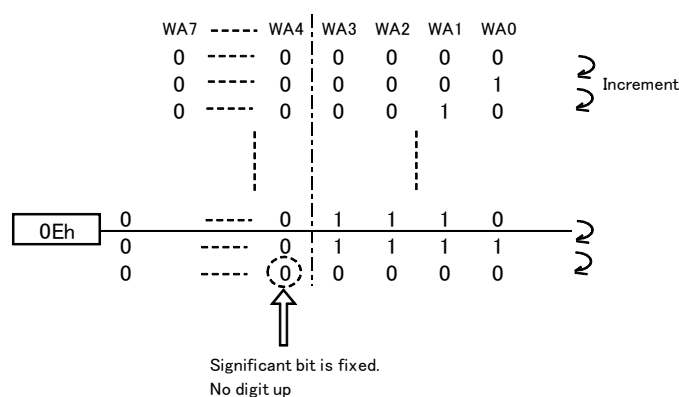 WA7 ----- WA4 WA3 WA2 WA1 WA0
0 ----- 0 0 0 0 0
0 ----- 0 0 0 0 1
Increment
0 ----- 0 0 0 1 0
0 ----- 0 1 1 1 0
0Eh
0 ----- 0 1 1 1 1
0 ----- 0 0 0 0 0
Significant bit is fixed.
No digit up